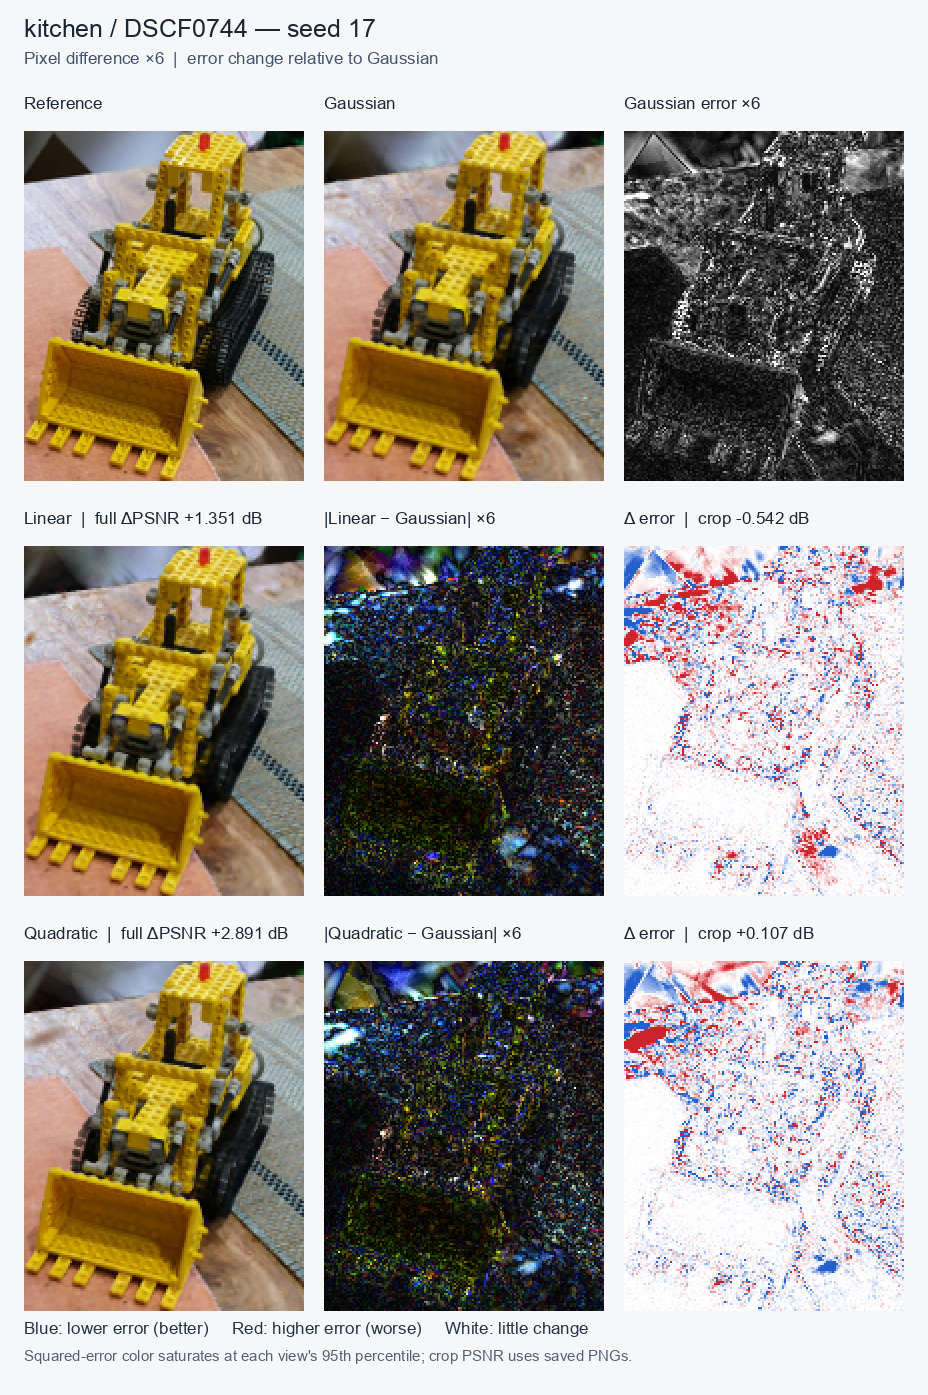 kitchen / DSCF0744 — seed 17
Pixel difference ×6 | error change relative to Gaussian
Reference
Gaussian
Gaussian error ×6
Linear | full ΔPSNR +1.351 dB
|Linear − Gaussian| ×6
Δ error | crop -0.542 dB
Quadratic | full ΔPSNR +2.891 dB
|Quadratic − Gaussian| ×6
Δ error | crop +0.107 dB
Blue: lower error (better) Red: higher error (worse) White: little change
Squared-error color saturates at each view's 95th percentile; crop PSNR uses saved PNGs.